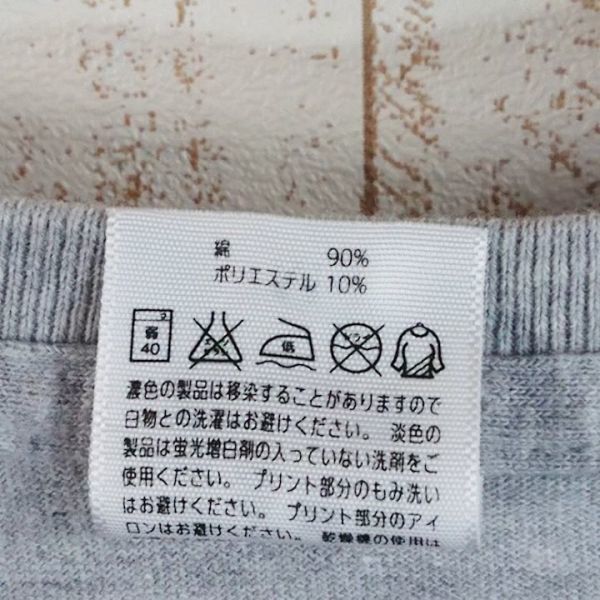 綿 90%
ポリエステル 10%
弱
40
低
濃色の製品は移染することがありますので
白物との洗濯はお避けください。淡色の
製品は蛍光増白剤の入っていない洗剤をご
使用ください。プリント部分のもみ洗い
はお避けください。プリント部分のアイ
ロンはお避けください。乾燥機の使用は